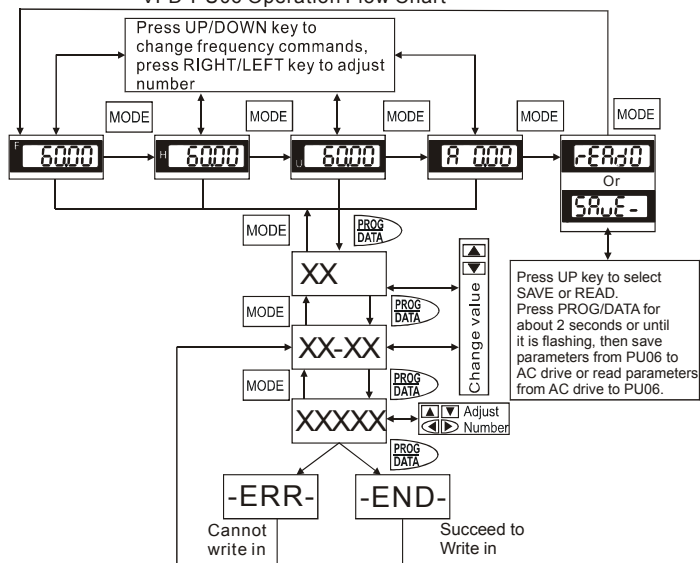 VFD-PU06 Operation Flow Chart
Press UP/DOWN key to
change frequency commands,
press RIGHT/LEFT key to adjust
number
MODE
MODE
MODE
MODE
MODE
F 60.00
H 60.00
U 60.00
A 0.00
rEAd0
Or
SAvE-
MODE
PROG
DATA
XX
Change value
MODE
PROG
DATA
XX-XX
MODE
PROG
DATA
XXXXX
Adjust
Number
PROG
DATA
Press UP key to select
SAVE or READ.
Press PROG/DATA for
about 2 seconds or until
it is flashing, then save
parameters from PU06 to
AC drive or read parameters
from AC drive to PU06.
-ERR-
-END-
Cannot
write in
Succeed to
Write in